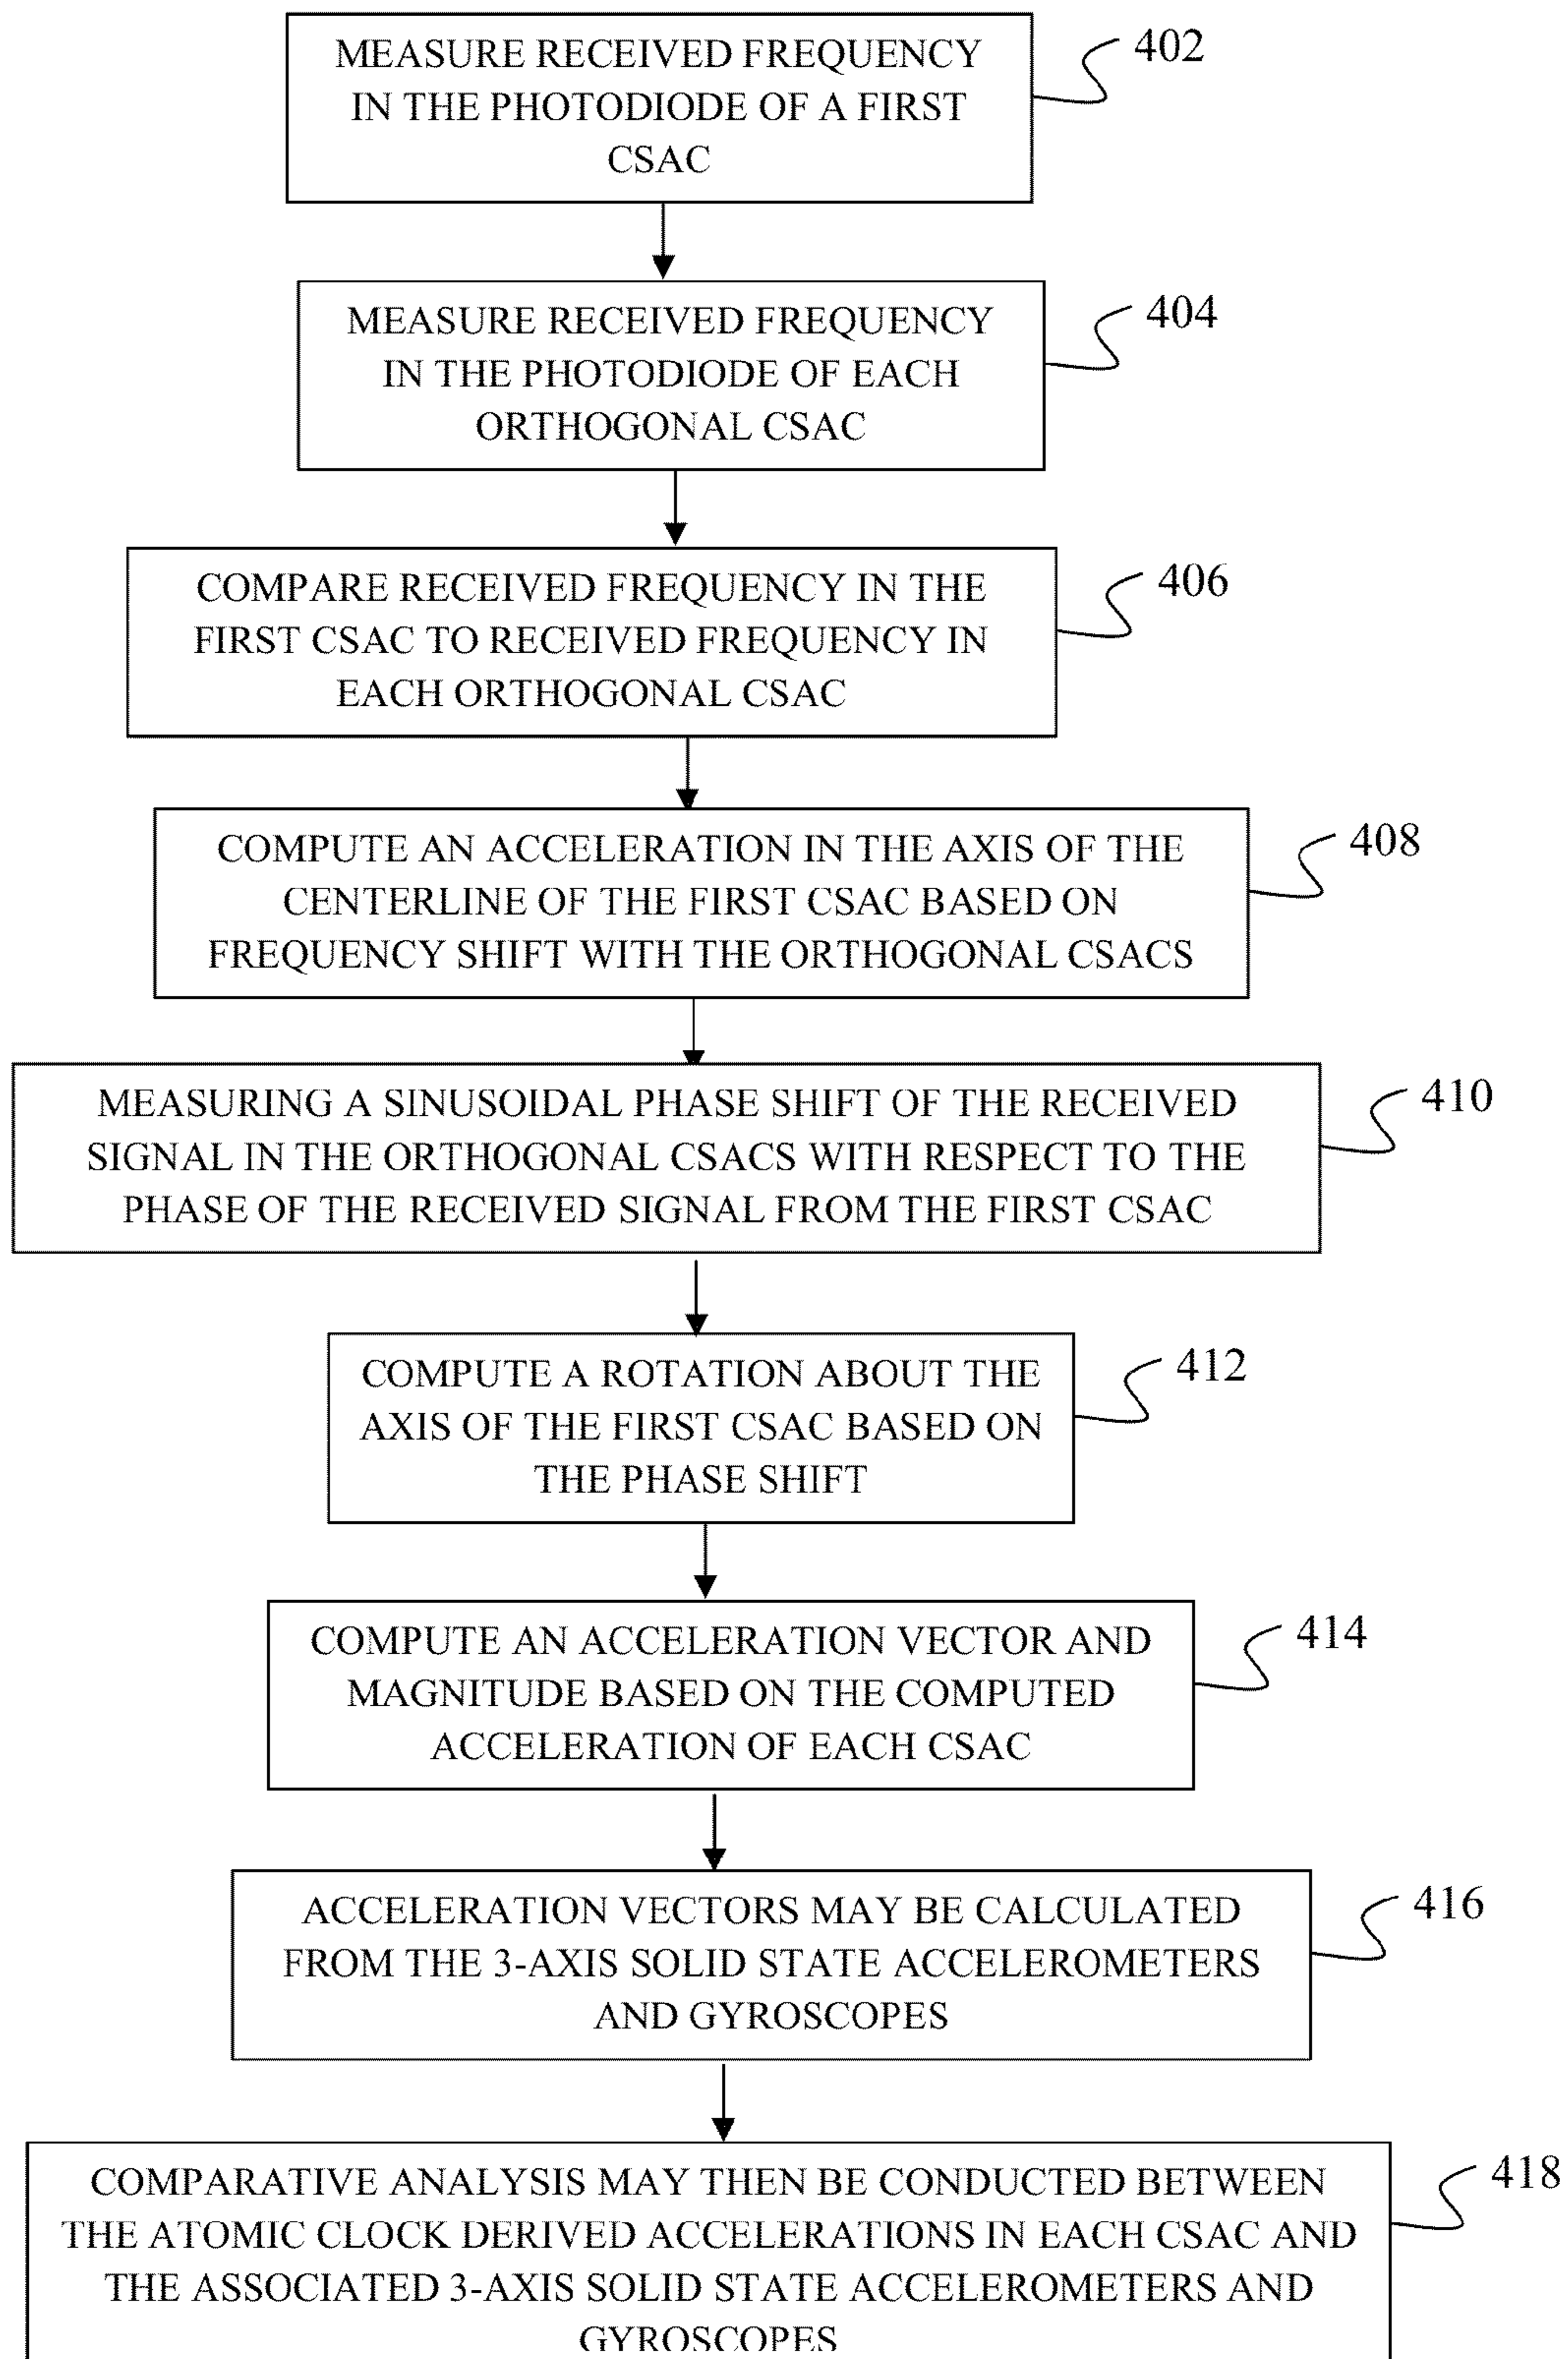 MEASURE RECEIVED FREQUENCY
IN THE PHOTODIODE OF A FIRST
CSAC
402
MEASURE RECEIVED FREQUENCY
IN THE PHOTODIODE OF EACH
ORTHOGONAL CSAC
404
COMPARE RECEIVED FREQUENCY IN THE
FIRST CSAC TO RECEIVED FREQUENCY IN
EACH ORTHOGONAL CSAC
406
COMPUTE AN ACCELERATION IN THE AXIS OF THE
CENTERLINE OF THE FIRST CSAC BASED ON
FREQUENCY SHIFT WITH THE ORTHOGONAL CSACS
408
MEASURING A SINUSOIDAL PHASE SHIFT OF THE RECEIVED
SIGNAL IN THE ORTHOGONAL CSACS WITH RESPECT TO THE
PHASE OF THE RECEIVED SIGNAL FROM THE FIRST CSAC
410
COMPUTE A ROTATION ABOUT THE
AXIS OF THE FIRST CSAC BASED ON
THE PHASE SHIFT
412
COMPUTE AN ACCELERATION VECTOR AND
MAGNITUDE BASED ON THE COMPUTED
ACCELERATION OF EACH CSAC
414
ACCELERATION VECTORS MAY BE CALCULATED
FROM THE 3-AXIS SOLID STATE ACCELEROMETERS
AND GYROSCOPES
416
COMPARATIVE ANALYSIS MAY THEN BE CONDUCTED BETWEEN
THE ATOMIC CLOCK DERIVED ACCELERATIONS IN EACH CSAC AND
THE ASSOCIATED 3-AXIS SOLID STATE ACCELEROMETERS AND
GYROSCOPES
418